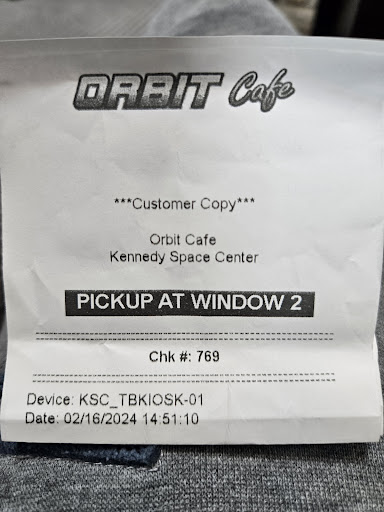 ORBIT Cafe
***Customer Copy***
Orbit Cafe
Kennedy Space Center
PICKUP AT WINDOW 2
Chk #: 769
Device: KSC_TBKIOSK-01
Date: 02/16/2024 14:51:10